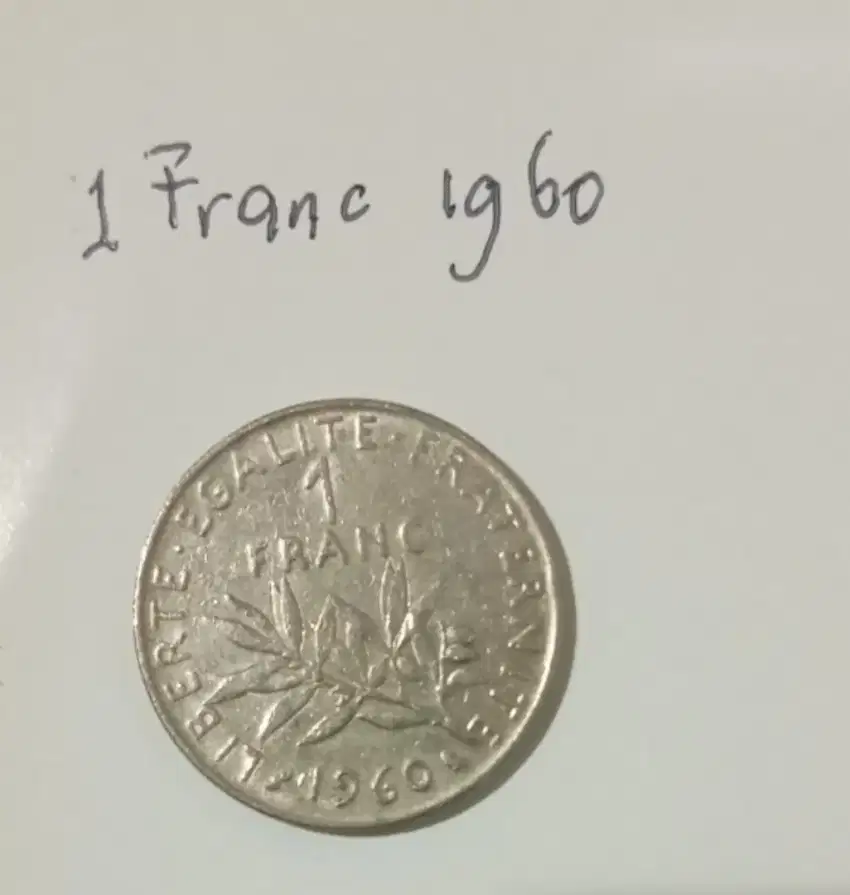 1 Franc 1960
LIBERTE · EGALITE · FRATERNITE
1
FRANC
1960